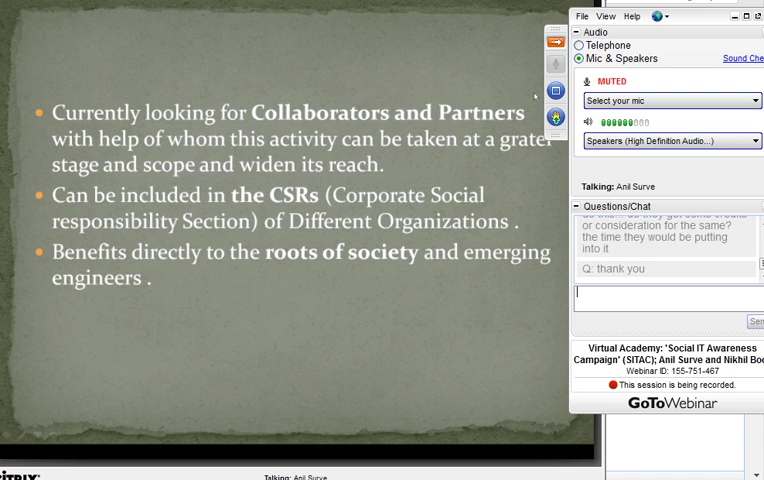 Currently looking for Collaborators and Partners
with help of whom this activity can be taken at a grater
stage and scope and widen its reach.
Can be included in the CSRs (Corporate Social
responsibility Section) of Different Organizations .
Benefits directly to the roots of society and emerging
engineers .
File View Help
Audio
Telephone
Mic & Speakers Sound Che
MUTED
Select your mic
Speakers (High Definition Audio...)
Talking: Anil Surve
Questions/Chat
or consideration for the same?
the time they would be putting
into it
Q: thank you
Sen
Virtual Academy: 'Social IT Awareness
Campaign' (SITAC); Anil Surve and Nikhil Boo
Webinar ID: 155-751-467
This session is being recorded.
GoToWebinar
Talking: Anil Surve